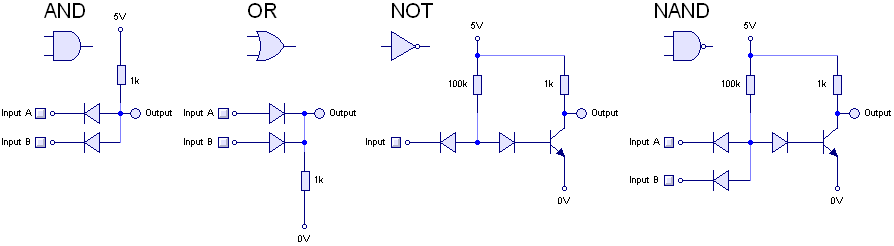 AND
5V
1k
Input A
Output
Input B
OR
Input A
Output
Input B
1k
0V
NOT
5V
100k
1k
Output
Input
0V
NAND
5V
100k
1k
Output
Input A
Input B
0V